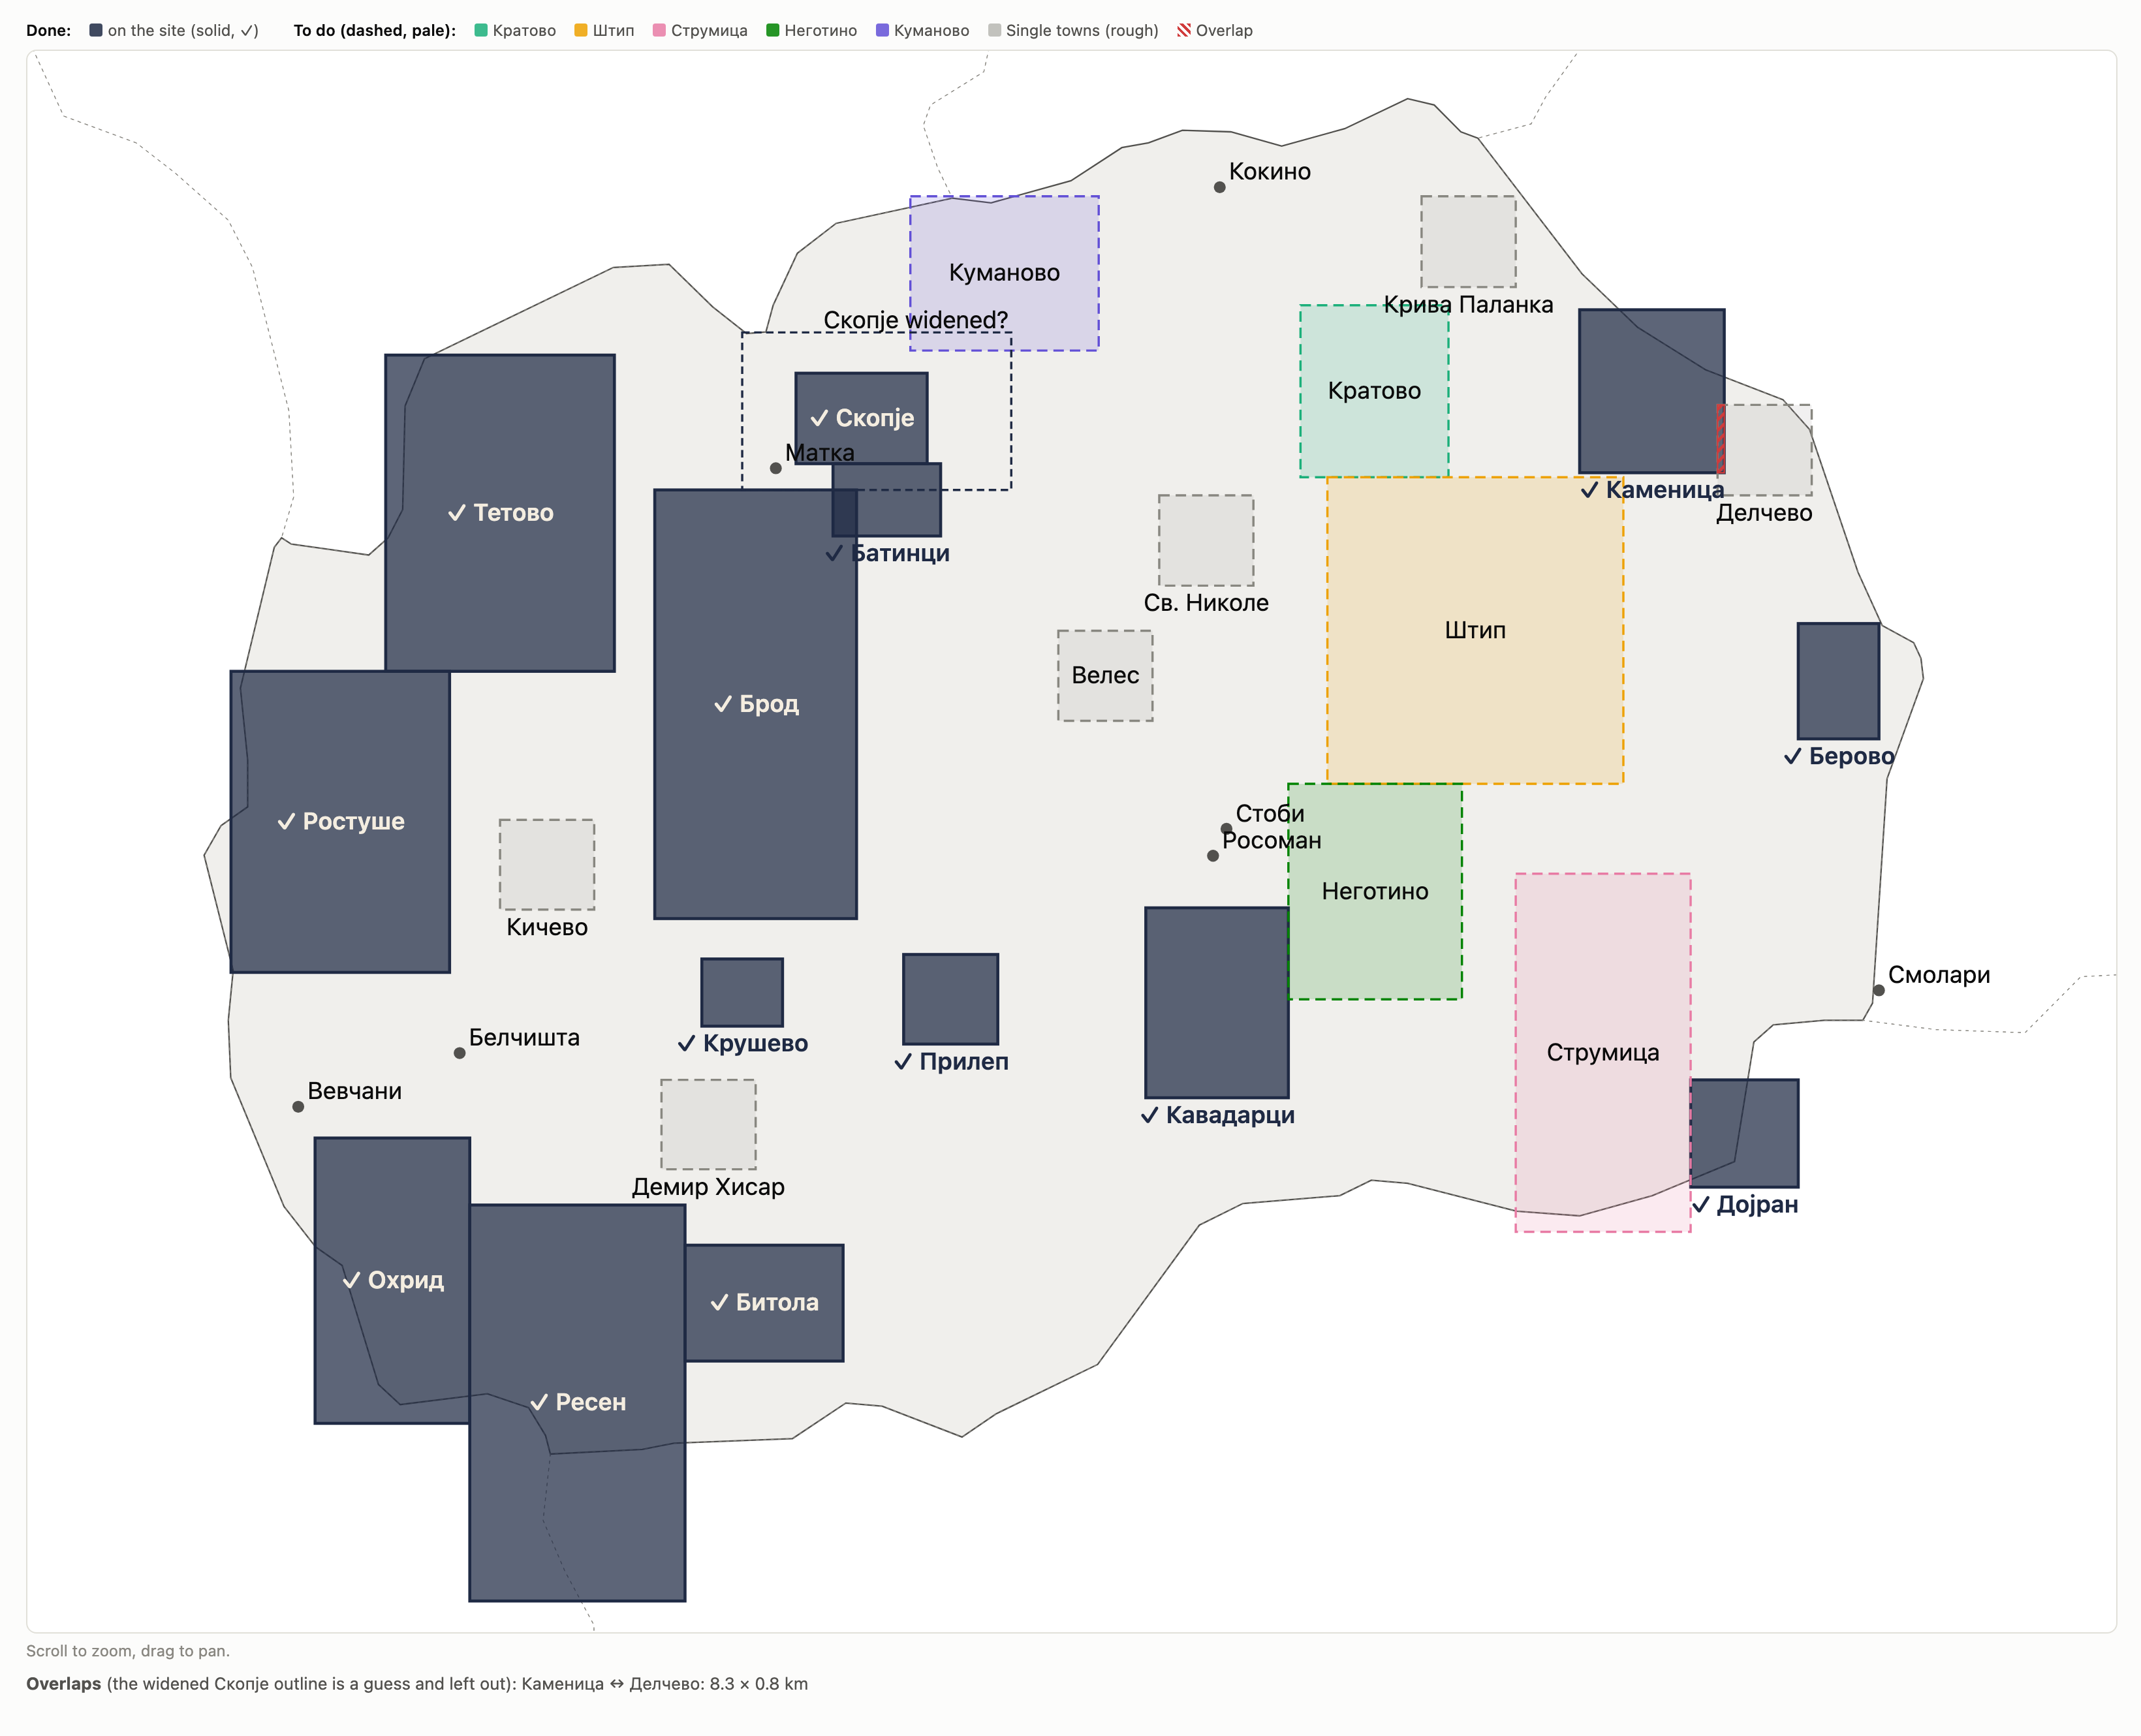 Done: on the site (solid, ✓) To do (dashed, pale): Кратово Штип Струмица Неготино Куманово Single towns (rough) Overlap
Кокино
Куманово
Крива Паланка
Скопје widened?
Кратово
✓ Скопје
Матка
✓ Каменица
✓ Тетово
Делчево
✓ Батинци
Св. Николе
Штип
Велес
✓ Брод
✓ Берово
Стоби
✓ Ростуше
Росоман
Неготино
Кичево
Смолари
Белчишта
✓ Крушево
Струмица
✓ Прилеп
Вевчани
✓ Кавадарци
Демир Хисар
✓ Дојран
✓ Охрид
✓ Битола
✓ Ресен
Scroll to zoom, drag to pan.
Overlaps (the widened Скопје outline is a guess and left out): Каменица ↔ Делчево: 8.3 × 0.8 km